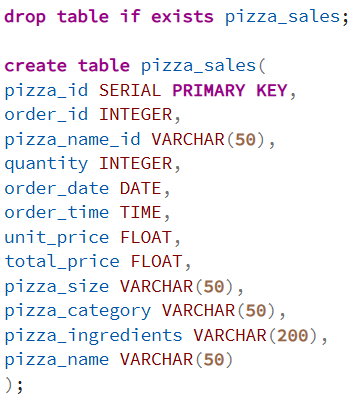 drop table if exists pizza_sales;
create table pizza_sales(
pizza_id SERIAL PRIMARY KEY,
order_id INTEGER,
pizza_name_id VARCHAR(50),
quantity INTEGER,
order_date DATE,
order_time TIME,
unit_price FLOAT,
total_price FLOAT,
pizza_size VARCHAR(50),
pizza_category VARCHAR(50),
pizza_ingredients VARCHAR(200),
pizza_name VARCHAR(50)
);